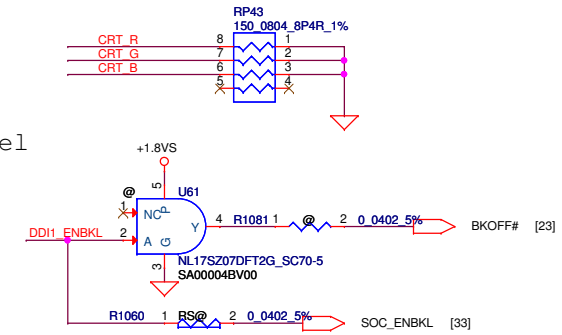 RP43
150_0804_8P4R_1%
CRT_R 8 1
CRT_G 7 2
CRT_B 6 3
5 4
el
+1.8VS
@ 5 U61
1 NC P
Y 4 R1081 1 @ 2 0_0402_5% BKOFF# [23]
DDI1_ENBKL 2 A G
3 NL17SZ07DFT2G_SC70-5
SA00004BV00
R1060 1 RS@ 2 0_0402_5% SOC_ENBKL [33]